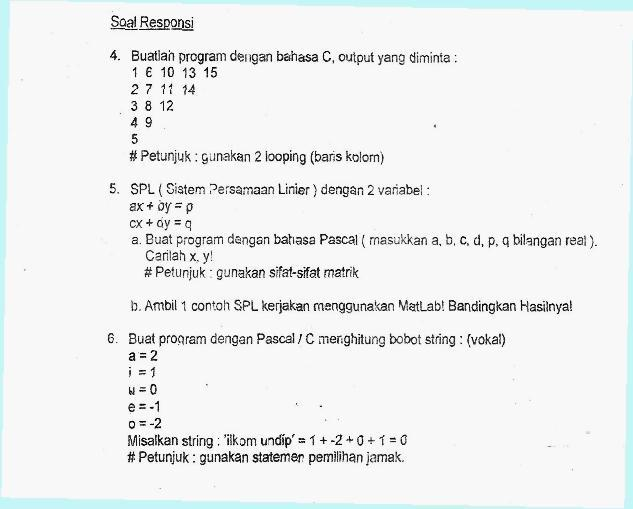 Soal Responsi
4. Buatlah program dengan bahasa C, output yang diminta :
1 6 10 13 15
2 7 11 14
3 8 12
4 9
5
# Petunjuk : gunakan 2 looping (baris kolom)
5. SPL ( Sistem Persamaan Linier ) dengan 2 variabel :
ax + by = p
cx + dy = q
a. Buat program dengan bahasa Pascal ( masukkan a, b, c, d, p, q bilangan real ).
Carilah x, y!
# Petunjuk : gunakan sifat-sifat matrik
b. Ambil 1 contoh SPL kerjakan menggunakan MatLab! Bandingkan Hasilnya!
6. Buat program dengan Pascal / C menghitung bobot string : (vokal)
a = 2
i = 1
u = 0
e = -1
o = -2
Misalkan string : 'ilkom undip' = 1 + -2 + 0 + 1 = 0
# Petunjuk : gunakan statemen pemilihan jamak.